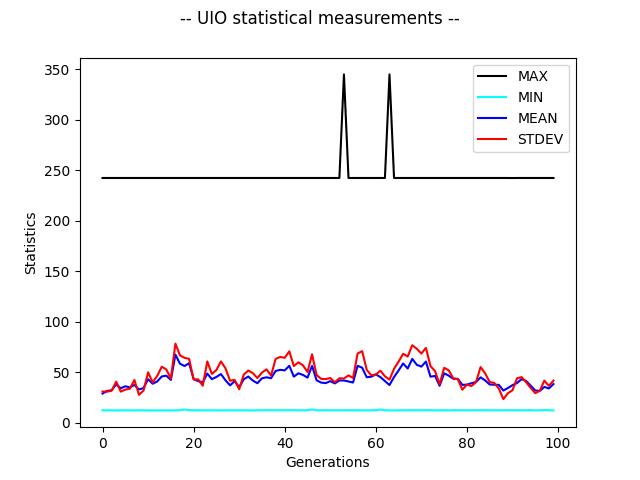 -- UIO statistical measurements --
350
300
250
200
150
100
50
0
Statistics
MAX
MIN
MEAN
STDEV
0 20 40 60 80 100
Generations